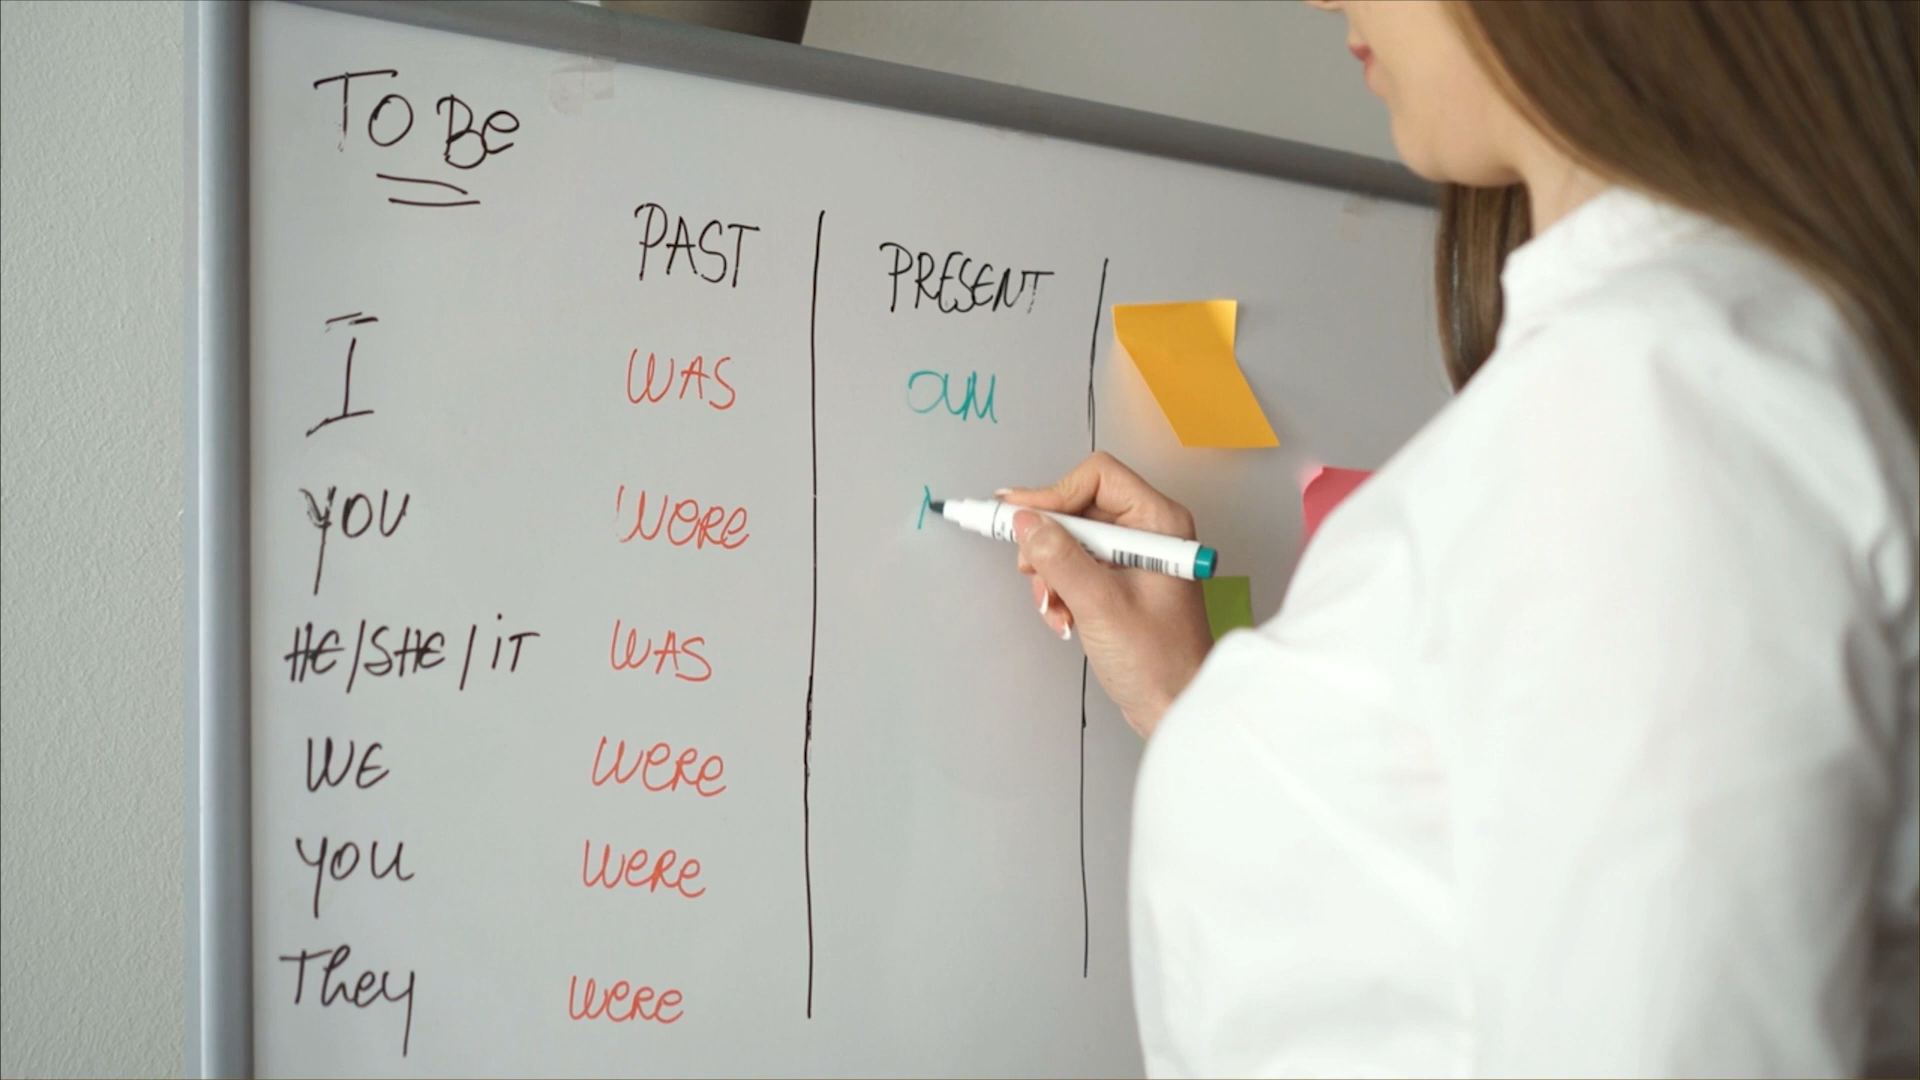 To Be
PAST PRESENT
I WAS am
YOU WERE
HE/SHE/iT WAS
WE WeRe
YOU WeRe
They WeRe